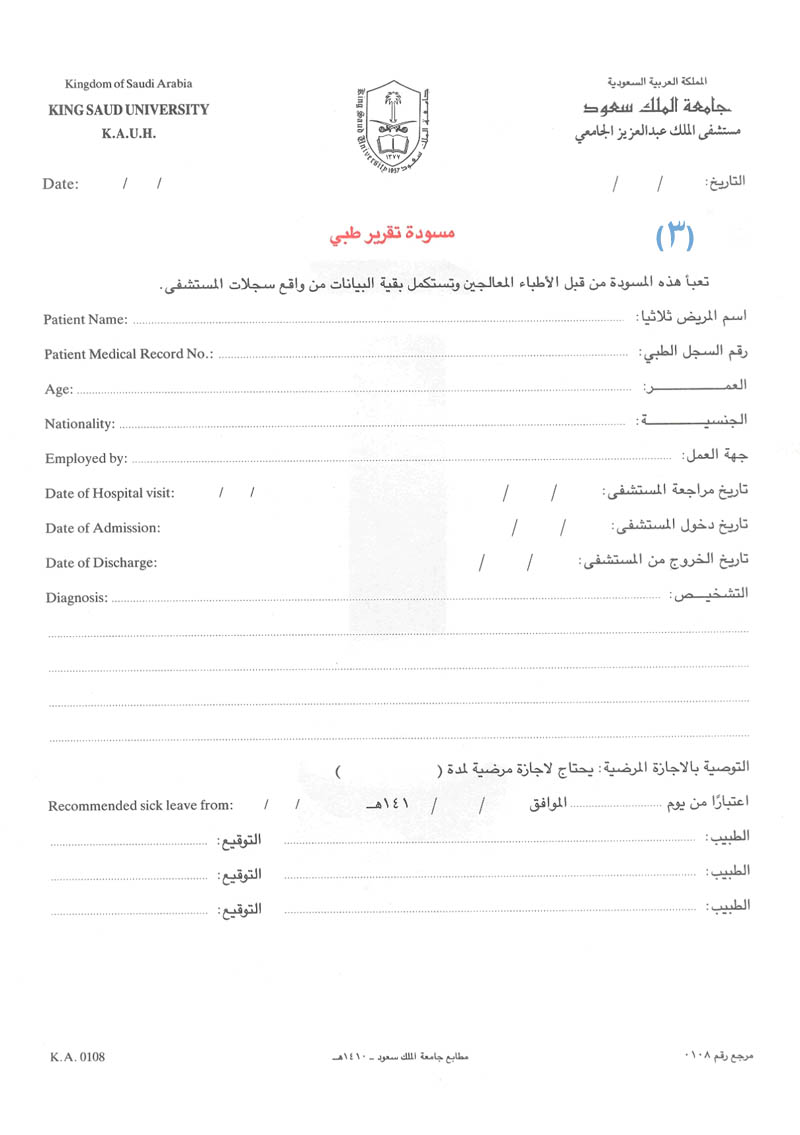 Kingdom of Saudi Arabia المملكة العربية السعودية
KING SAUD UNIVERSITY جامعة الملك سعود
K.A.U.H. مستشفى الملك عبدالعزيز الجامعي
King Saud University 1957 جامعة الملك سعود ١٣٧٧
Date: / / التاريخ: / /
مسودة تقرير طبي (٣)
تعبأ هذه المسودة من قبل الأطباء المعالجين وتستكمل بقية البيانات من واقع سجلات المستشفى.
Patient Name: اسم المريض ثلاثيا:
Patient Medical Record No.: رقم السجل الطبي:
Age: العمــــــــر:
Nationality: الجنسيــــــــة:
Employed by: جهة العمل:
Date of Hospital visit: / / تاريخ مراجعة المستشفى: / /
Date of Admission: تاريخ دخول المستشفى: / /
Date of Discharge: تاريخ الخروج من المستشفى: / /
Diagnosis: التشخيـــص:
التوصية بالاجازة المرضية: يحتاج لاجازة مرضية لمدة ( )
Recommended sick leave from: / / اعتبارًا من يوم الموافق / / ١٤١هـ
الطبيب: التوقيع:
الطبيب: التوقيع:
الطبيب: التوقيع:
K.A. 0108 مطابع جامعة الملك سعود ـ ١٤١٠هـ مرجع رقم ٠١٠٨